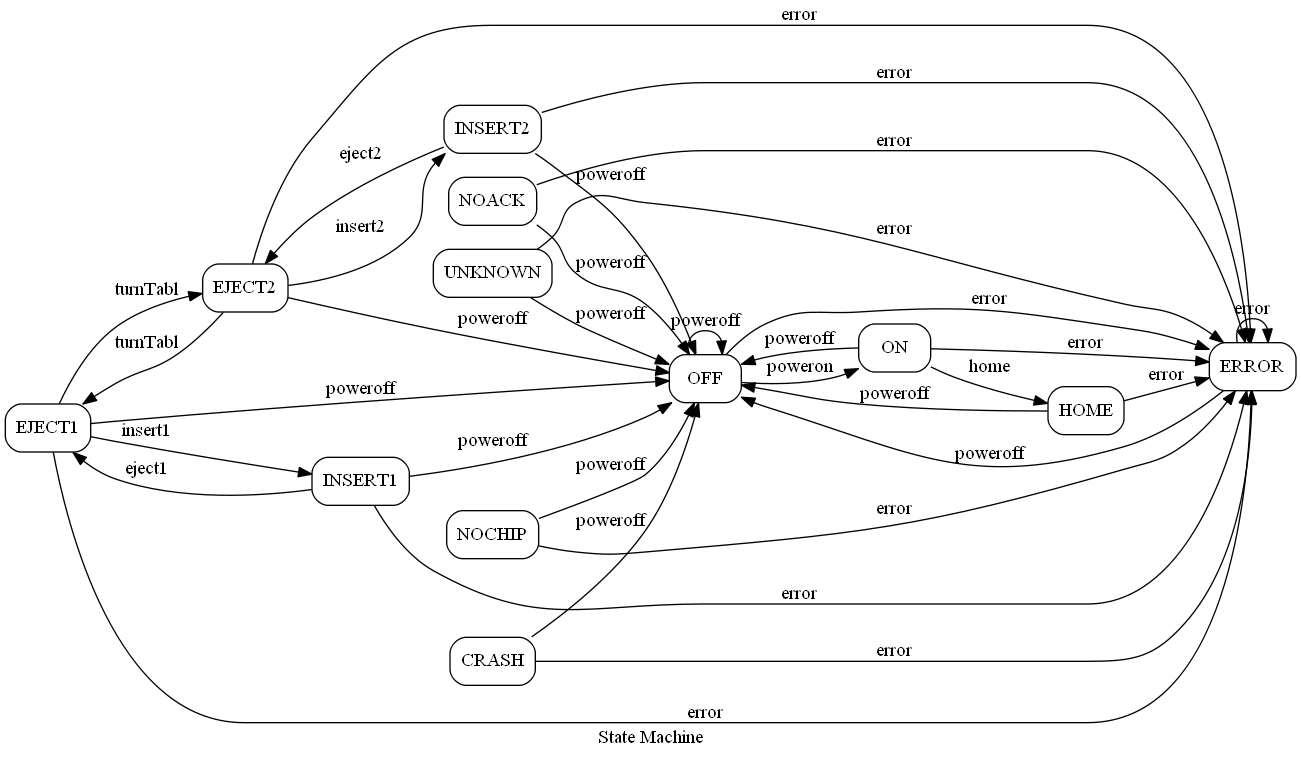 error
error
INSERT2
error
eject2
poweroff
NOACK
insert2
error
poweroff
UNKNOWN
turnTabl
EJECT2
error
poweroff
poweroff
poweroff
error
turnTabl
poweroff
ON
error
home
poweron
ERROR
OFF
error
poweroff
poweroff
HOME
EJECT1
insert1
poweroff
poweroff
eject1
poweroff
INSERT1
error
poweroff
NOCHIP
error
CRASH
error
error
State Machine